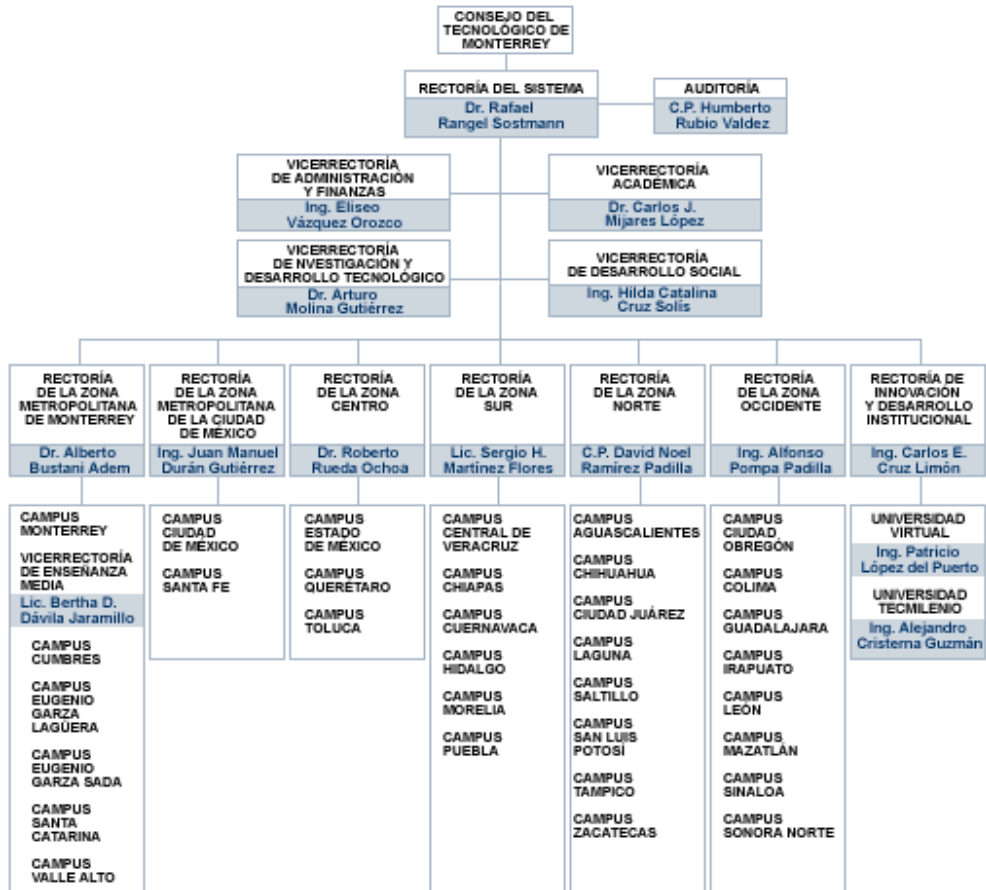 CONSEJO DEL
TECNOLÓGICO DE
MONTERREY
RECTORÍA DEL SISTEMA
Dr. Rafael
Rangel Sostmann
AUDITORÍA
C.P. Humberto
Rubio Valdez
VICERRECTORÍA
DE ADMINISTRACIÓN
Y FINANZAS
Ing. Eliseo
Vázquez Orozco
VICERRECTORÍA
ACADÉMICA
Dr. Carlos J.
Mijares López
VICERRECTORÍA
DE NVESTIGACIÓN Y
DESARROLLO TECNOLÓGICO
Dr. Arturo
Molina Gutiérrez
VICERRECTORÍA
DE DESARROLLO SOCIAL
Ing. Hilda Catalina
Cruz Solís
RECTORÍA
DE LA ZONA
METROPOLITANA
DE MONTERREY
Dr. Alberto
Bustani Adem
CAMPUS
MONTERREY
VICERRECTORÍA
DE ENSEÑANZA
MEDIA
Lic. Bertha D.
Dávila Jaramillo
CAMPUS
CUMBRES
CAMPUS
EUGENIO
GARZA
LAGÜERA
CAMPUS
EUGENIO
GARZA SADA
CAMPUS
SANTA
CATARINA
CAMPUS
VALLE ALTO
RECTORÍA
DE LA ZONA
METROPOLITANA
DE LA CIUDAD
DE MÉXICO
Ing. Juan Manuel
Durán Gutiérrez
CAMPUS
CIUDAD
DE MÉXICO
CAMPUS
SANTA FE
RECTORÍA
DE LA ZONA
CENTRO
Dr. Roberto
Rueda Ochoa
CAMPUS
ESTADO
DE MÉXICO
CAMPUS
QUERÉTARO
CAMPUS
TOLUCA
RECTORÍA
DE LA ZONA
SUR
Lic. Sergio H.
Martínez Flores
CAMPUS
CENTRAL DE
VERACRUZ
CAMPUS
CHIAPAS
CAMPUS
CUERNAVACA
CAMPUS
HIDALGO
CAMPUS
MORELIA
CAMPUS
PUEBLA
RECTORÍA
DE LA ZONA
NORTE
C.P. David Noel
Ramírez Padilla
CAMPUS
AGUASCALIENTES
CAMPUS
CHIHUAHUA
CAMPUS
CIUDAD JUÁREZ
CAMPUS
LAGUNA
CAMPUS
SALTILLO
CAMPUS
SAN LUIS
POTOSÍ
CAMPUS
TAMPICO
CAMPUS
ZACATECAS
RECTORÍA
DE LA ZONA
OCCIDENTE
Ing. Alfonso
Pompa Padilla
CAMPUS
CIUDAD
OBREGÓN
CAMPUS
COLIMA
CAMPUS
GUADALAJARA
CAMPUS
IRAPUATO
CAMPUS
LEÓN
CAMPUS
MAZATLÁN
CAMPUS
SINALOA
CAMPUS
SONORA NORTE
RECTORÍA DE
INNOVACIÓN
Y DESARROLLO
INSTITUCIONAL
Ing. Carlos E.
Cruz Limón
UNIVERSIDAD
VIRTUAL
Ing. Patricio
López del Puerto
UNIVERSIDAD
TECMILENIO
Ing. Alejandro
Cristerna Guzmán